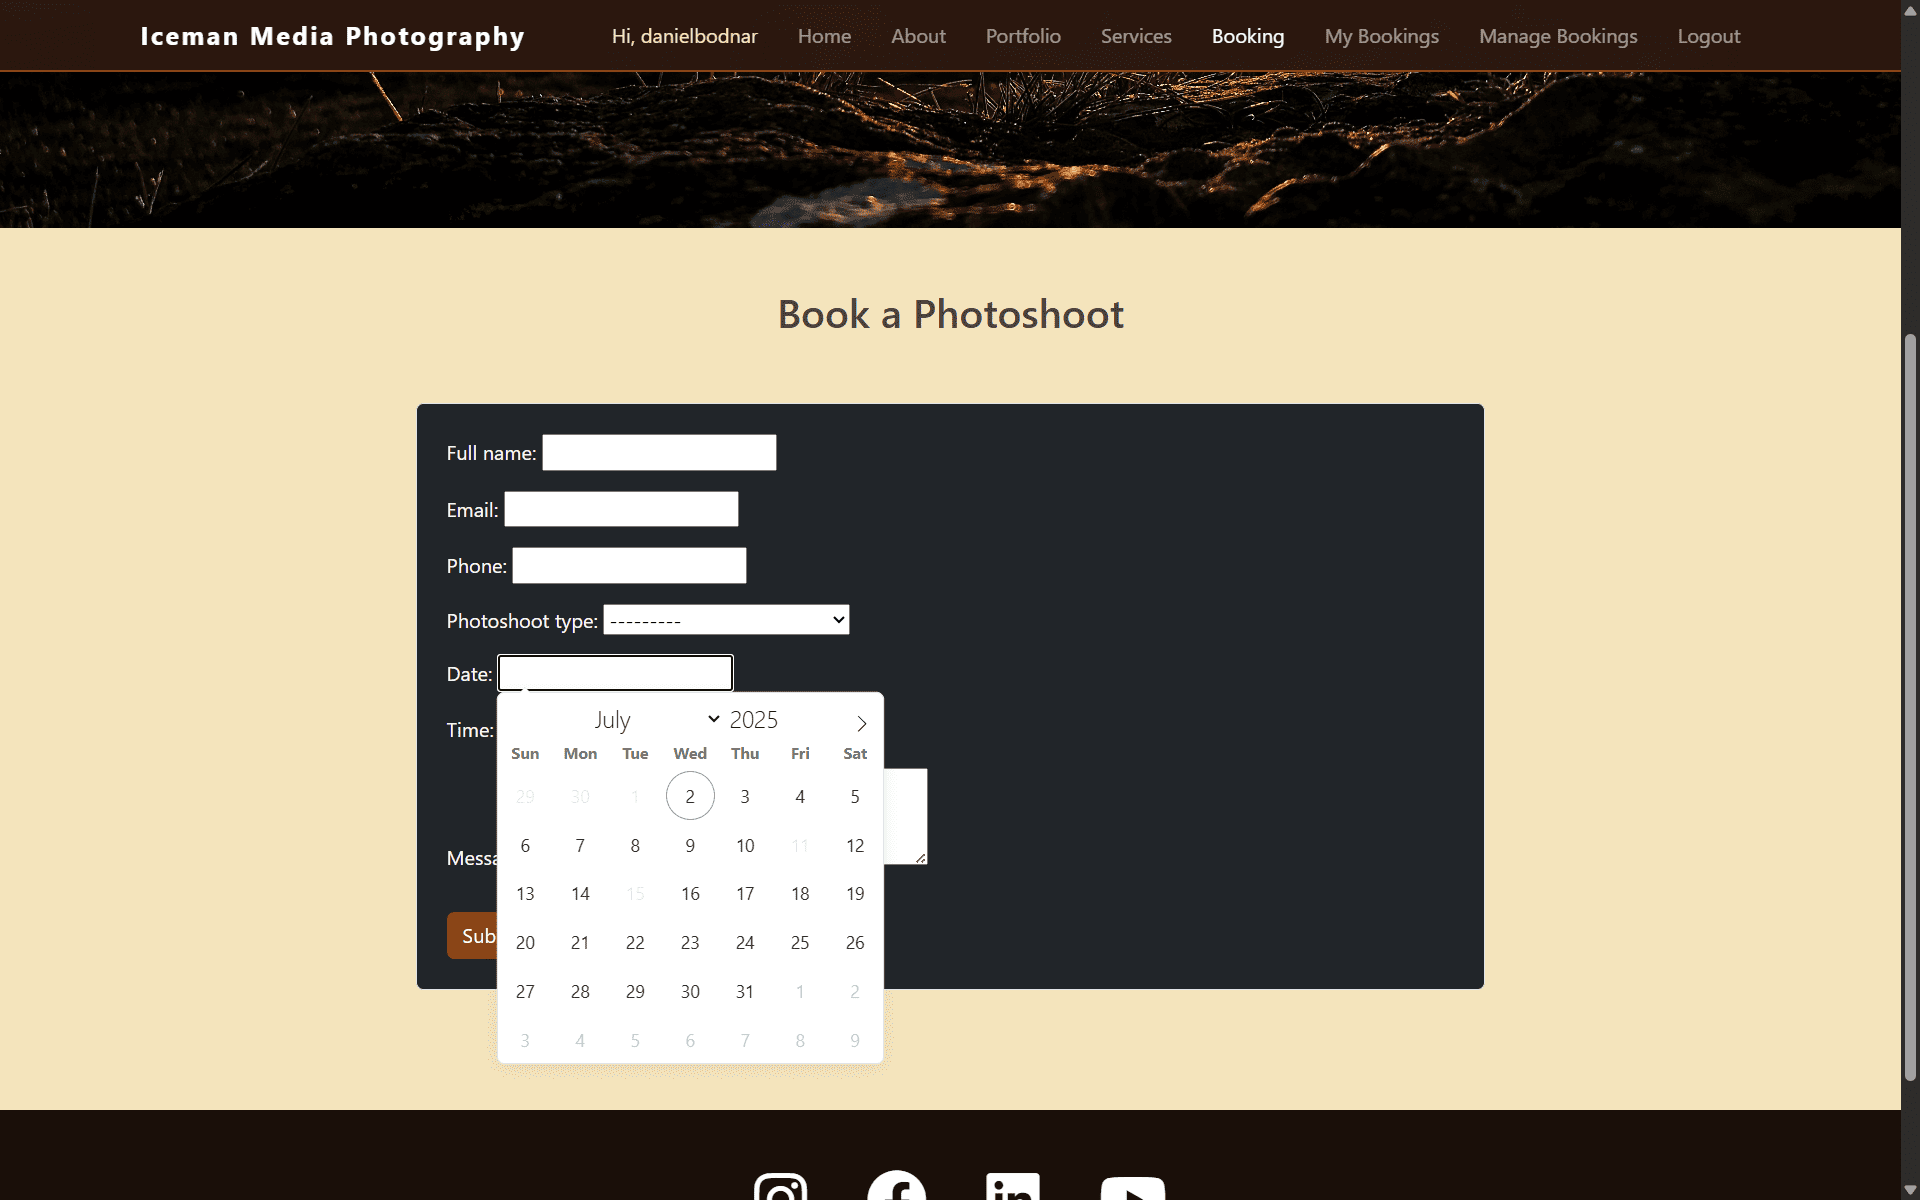 Iceman Media Photography
Hi, danielbodnar Home About Portfolio Services Booking My Bookings Manage Bookings Logout
Book a Photoshoot
Full name:
Email:
Phone:
Photoshoot type: ---------
Date:
Time:
July 2025
Sun Mon Tue Wed Thu Fri Sat
29 30 1 2 3 4 5
6 7 8 9 10 11 12
13 14 15 16 17 18 19
20 21 22 23 24 25 26
27 28 29 30 31 1 2
3 4 5 6 7 8 9
Messa
Sub